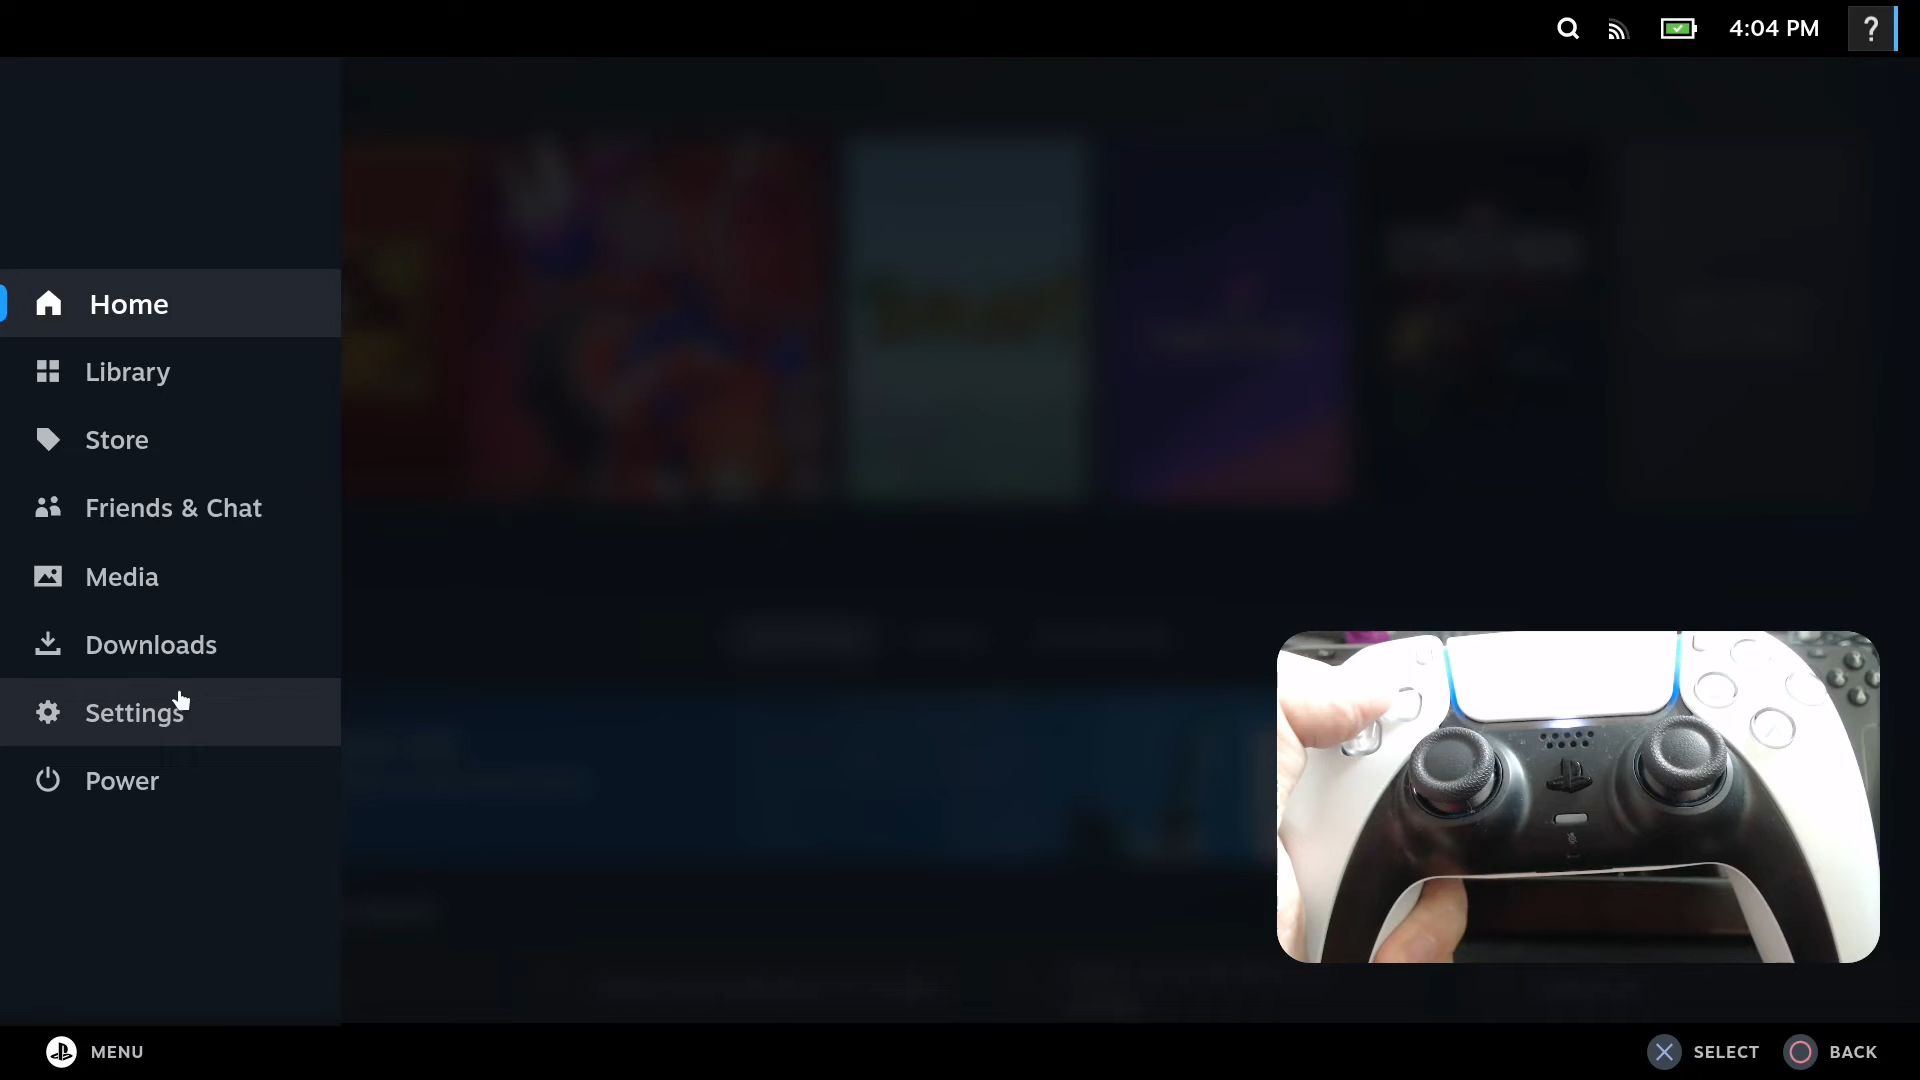 4:04 PM
?
Home
Library
Store
Friends & Chat
Media
Downloads
Settings
Power
MENU
SELECT
BACK